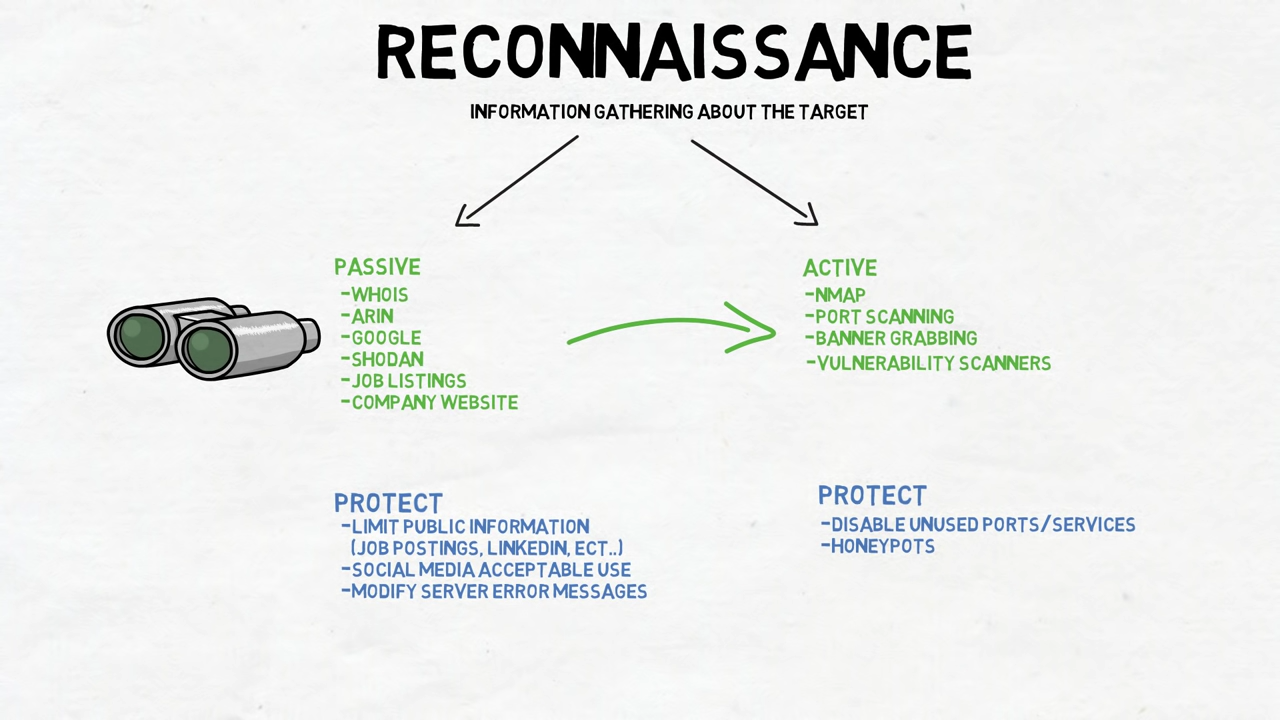 RECONNAISSANCE
INFORMATION GATHERING ABOUT THE TARGET
PASSIVE
-WHOIS
-ARIN
-GOOGLE
-SHODAN
-JOB LISTINGS
-COMPANY WEBSITE
ACTIVE
-NMAP
-PORT SCANNING
-BANNER GRABBING
-VULNERABILITY SCANNERS
PROTECT
-LIMIT PUBLIC INFORMATION
(JOB POSTINGS, LINKEDIN, ECT..)
-SOCIAL MEDIA ACCEPTABLE USE
-MODIFY SERVER ERROR MESSAGES
PROTECT
-DISABLE UNUSED PORTS/SERVICES
-HONEYPOTS